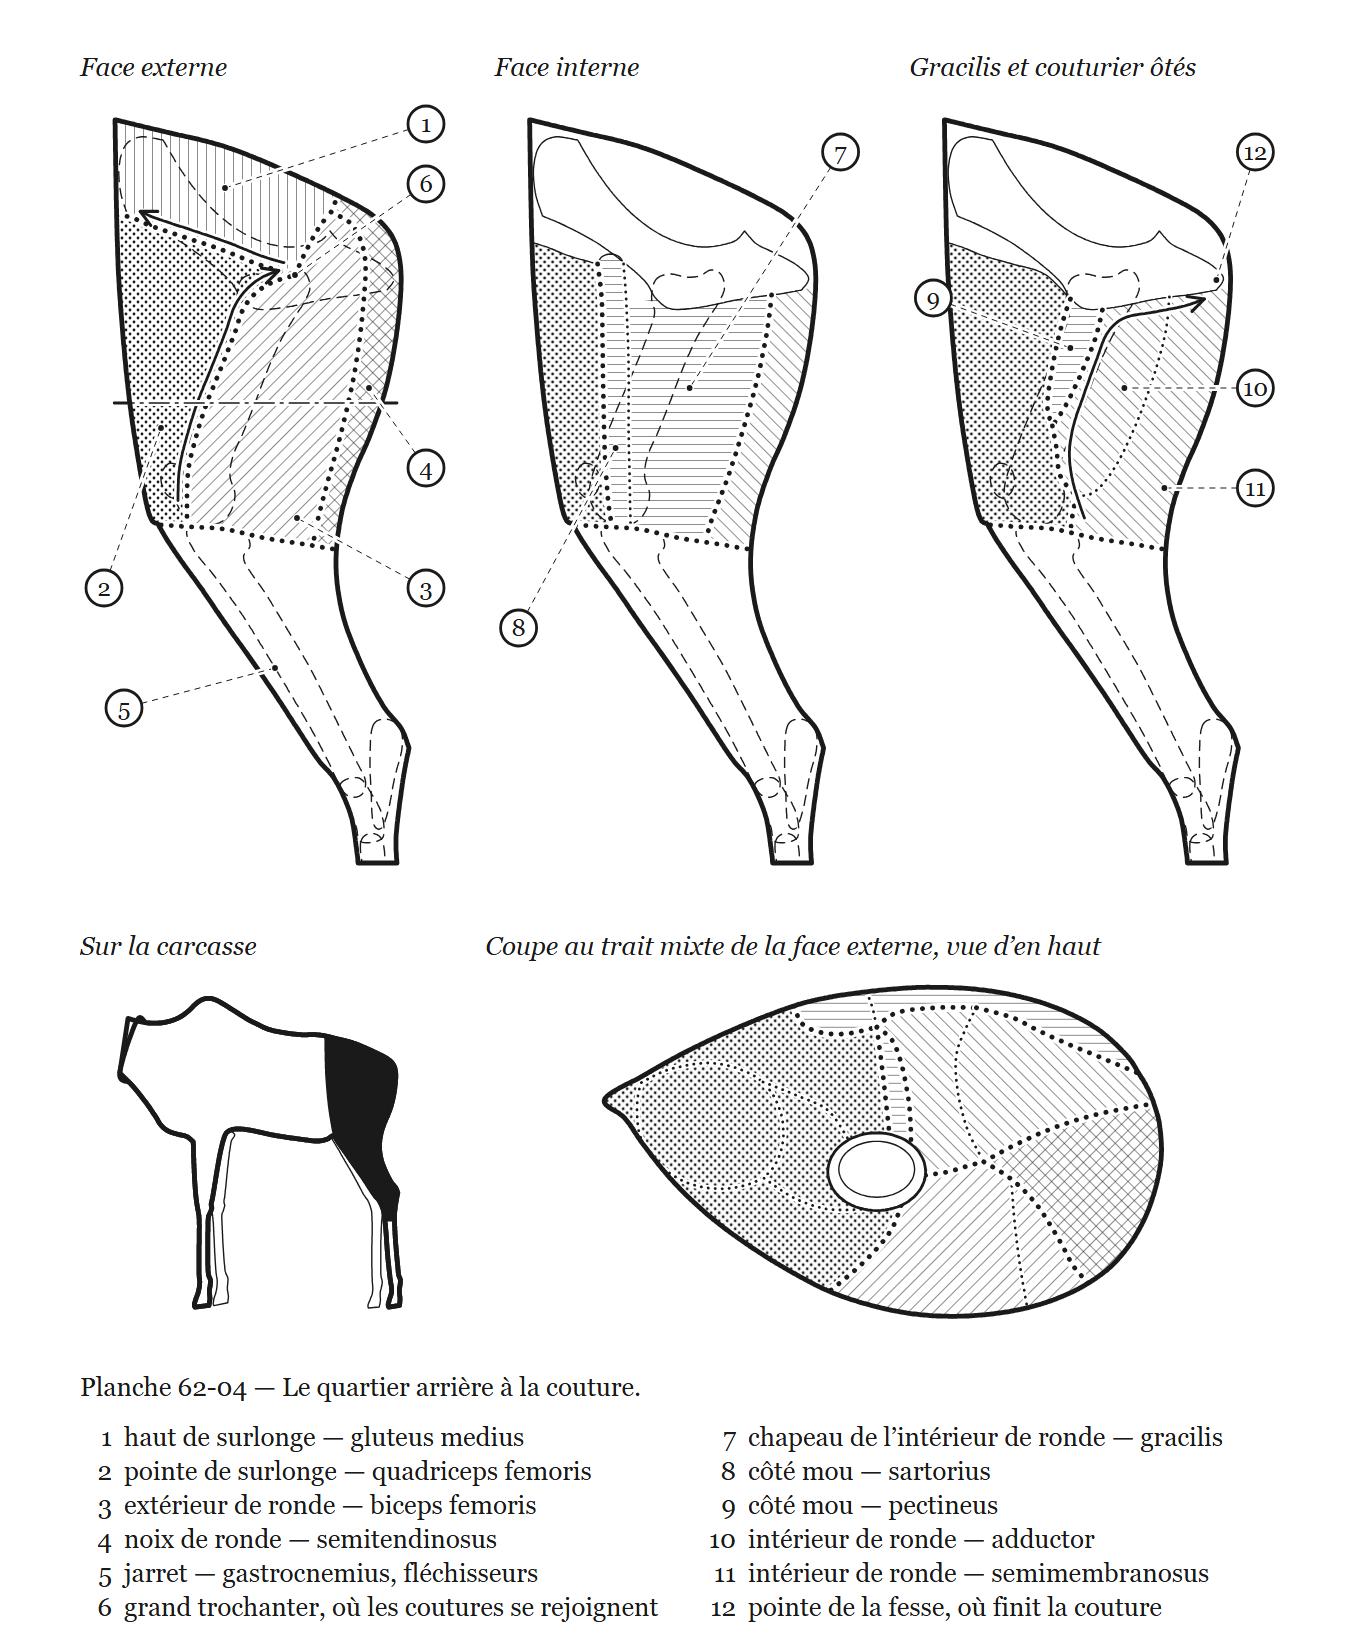 Face externe
Face interne
Gracilis et couturier ôtés
1
6
7
12
9
10
4
11
2
3
8
5
Sur la carcasse
Coupe au trait mixte de la face externe, vue d’en haut
Planche 62-04 — Le quartier arrière à la couture.
1 haut de surlonge — gluteus medius
2 pointe de surlonge — quadriceps femoris
3 extérieur de ronde — biceps femoris
4 noix de ronde — semitendinosus
5 jarret — gastrocnemius, fléchisseurs
6 grand trochanter, où les coutures se rejoignent
7 chapeau de l’intérieur de ronde — gracilis
8 côté mou — sartorius
9 côté mou — pectineus
10 intérieur de ronde — adductor
11 intérieur de ronde — semimembranosus
12 pointe de la fesse, où finit la couture